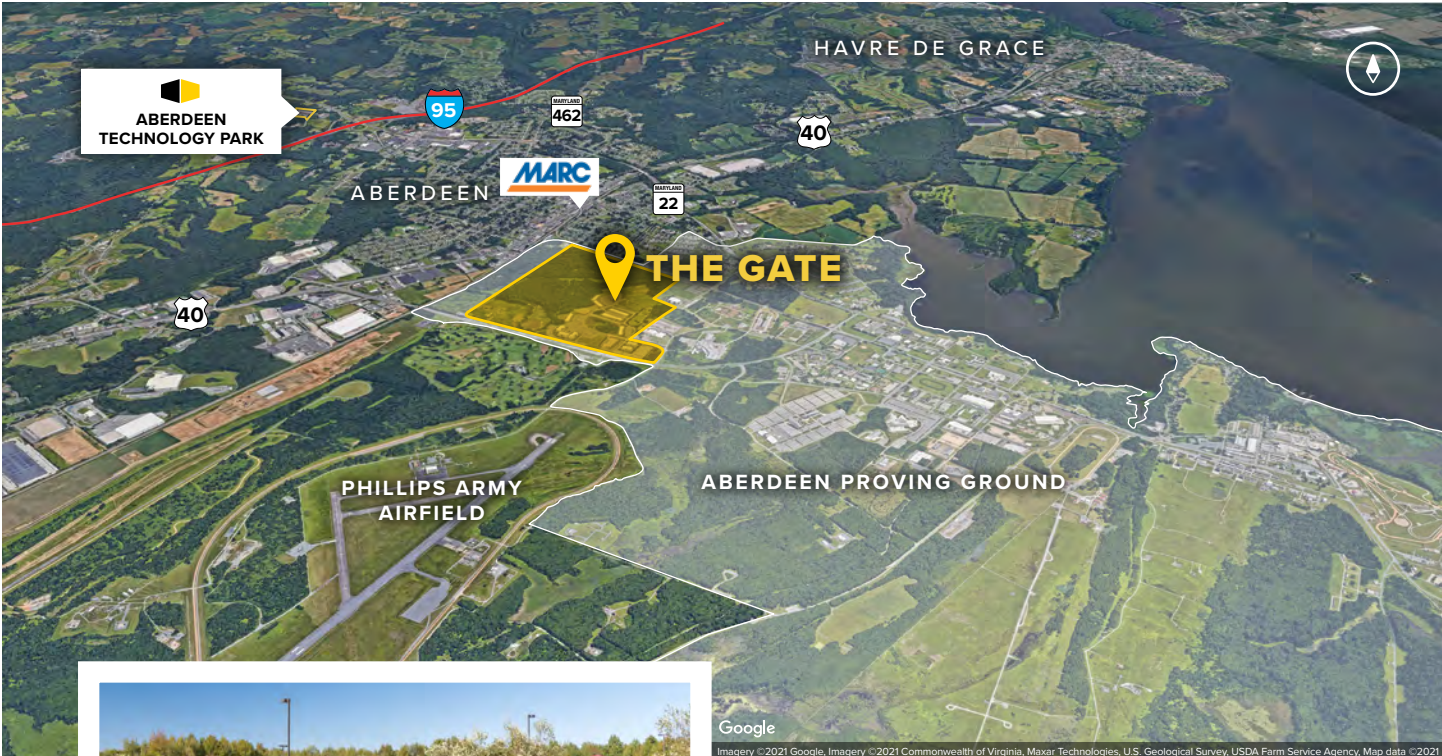 HAVRE DE GRACE
ABERDEEN
TECHNOLOGY PARK
95
MARYLAND
462
40
MARC
ABERDEEN
MARYLAND
22
THE GATE
40
PHILLIPS ARMY
AIRFIELD
ABERDEEN PROVING GROUND
Google
Imagery ©2021 Google, Imagery ©2021 Commonwealth of Virginia, Maxar Technologies, U.S. Geological Survey, USDA Farm Service Agency, Map data ©2021